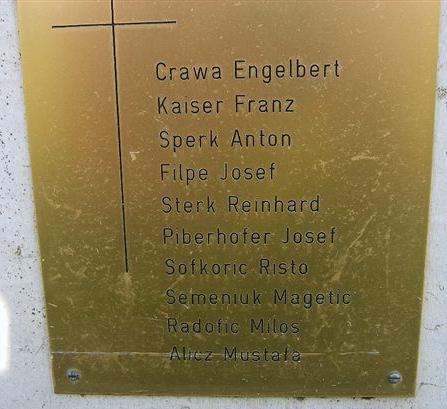 Crawa Engelbert
Kaiser Franz
Sperk Anton
Filpe Josef
Sterk Reinhard
Piberhofer Josef
Sofkoric Risto
Semeniuk Magetic
Radofic Milos
Alicz Mustafa